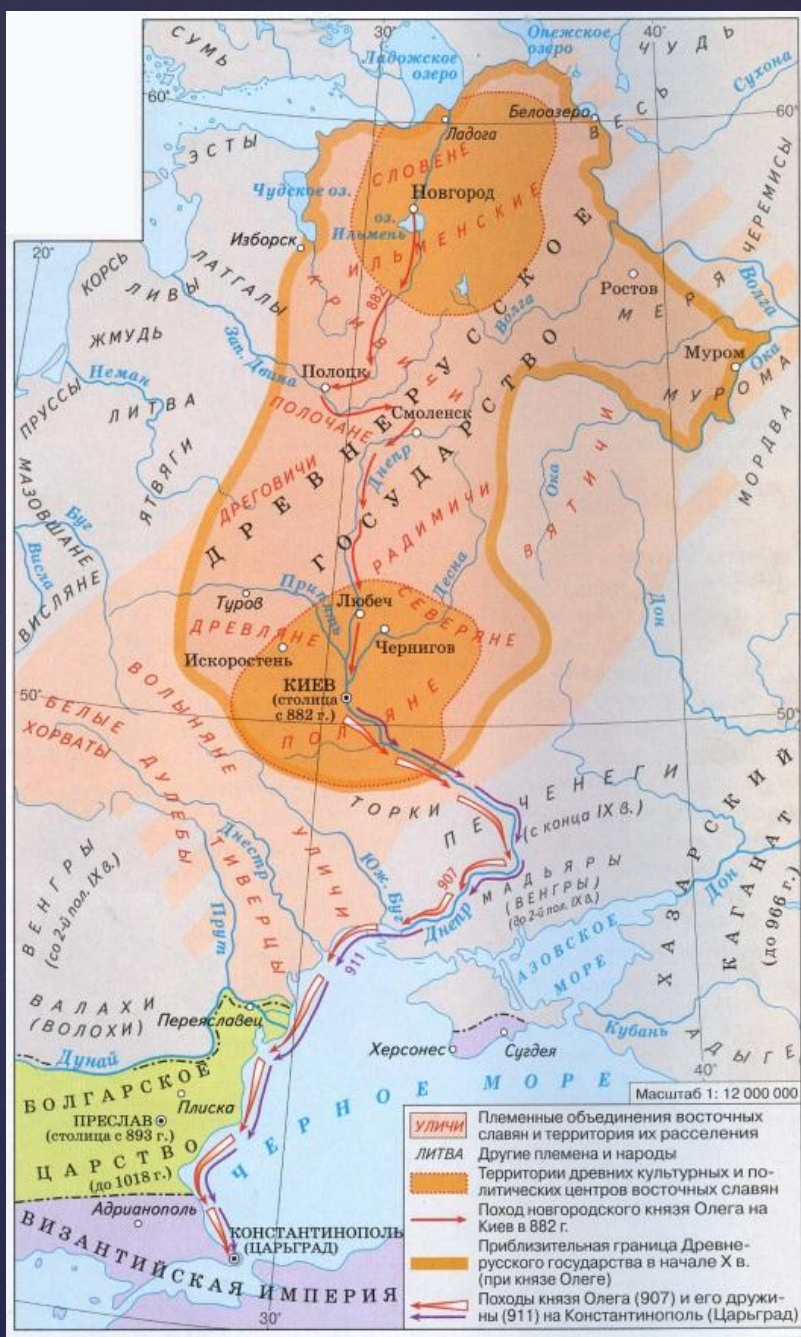 30°
40°
СУМЬ
Ладожское
озеро
Онежское
озеро
ЧУДЬ
Сухона
60°
60°
Белоозеро
ВЕСЬ
Ладога
ЭСТЫ
СЛОВЕНЕ
ИЛЬМЕНСКИЕ
Чудское оз.
Новгород
оз.
Ильмень
Изборск
20°
КОРСЬ
ЛИВЫ
ЛАТГАЛЫ
КРИВИЧИ
882
ЧЕРЕМИСЫ
Ростов
МЕРЯ
Волга
Волга
ЖМУДЬ
Зап. Двина
Неман
Полоцк
Муром
Ока
МУРОМА
ПРУССЫ
ЛИТВА
ПОЛОЧАНЕ
Смоленск
МОРДВА
ЯТВЯГИ
ДРЕГОВИЧИ
ДРЕВНЕРУССКОЕ
ГОСУДАРСТВО
Днепр
РАДИМИЧИ
Ока
ВЯТИЧИ
МАЗОВШАНЕ
Буг
Висла
ВИСЛЯНЕ
Десна
Дон
Туров
Припять
Любеч
СЕВЕРЯНЕ
ДРЕВЛЯНЕ
Чернигов
Искоростень
КИЕВ
(столица
с 882 г.)
ПОЛЯНЕ
50°
50°
БЕЛЫЕ
ХОРВАТЫ
ВОЛЫНЯНЕ
ДУЛЕБЫ
ТОРКИ
ПЕЧЕНЕГИ
(с конца IX в.)
Днестр
УЛИЧИ
ТИВЕРЦЫ
Юж. Буг
907
Днепр
МАДЬЯРЫ
(ВЕНГРЫ)
(до 2-й пол. IX в.)
ХАЗАРСКИЙ
КАГАНАТ
(до 966 г.)
Дон
ВЕНГРЫ
(со 2-й пол. IX в.)
Прут
911
АЗОВСКОЕ
МОРЕ
ВАЛАХИ
(ВОЛОХИ)
Переяславец
Кубань
АДЫГЕ
Дунай
Херсонес
Сугдея
40°
БОЛГАРСКОЕ
ЦАРСТВО
(до 1018 г.)
Плиска
ПРЕСЛАВ
(столица с 893 г.)
ЧЕРНОЕ МОРЕ
Адрианополь
КОНСТАНТИНОПОЛЬ
(ЦАРЬГРАД)
ВИЗАНТИЙСКАЯ ИМПЕРИЯ
30°
Масштаб 1: 12 000 000
УЛИЧИ Племенные объединения восточных
славян и территория их расселения
ЛИТВА Другие племена и народы
Территории древних культурных и по-
литических центров восточных славян
Поход новгородского князя Олега на
Киев в 882 г.
Приблизительная граница Древне-
русского государства в начале X в.
(при князе Олеге)
Походы князя Олега (907) и его дружи-
ны (911) на Константинополь (Царьград)